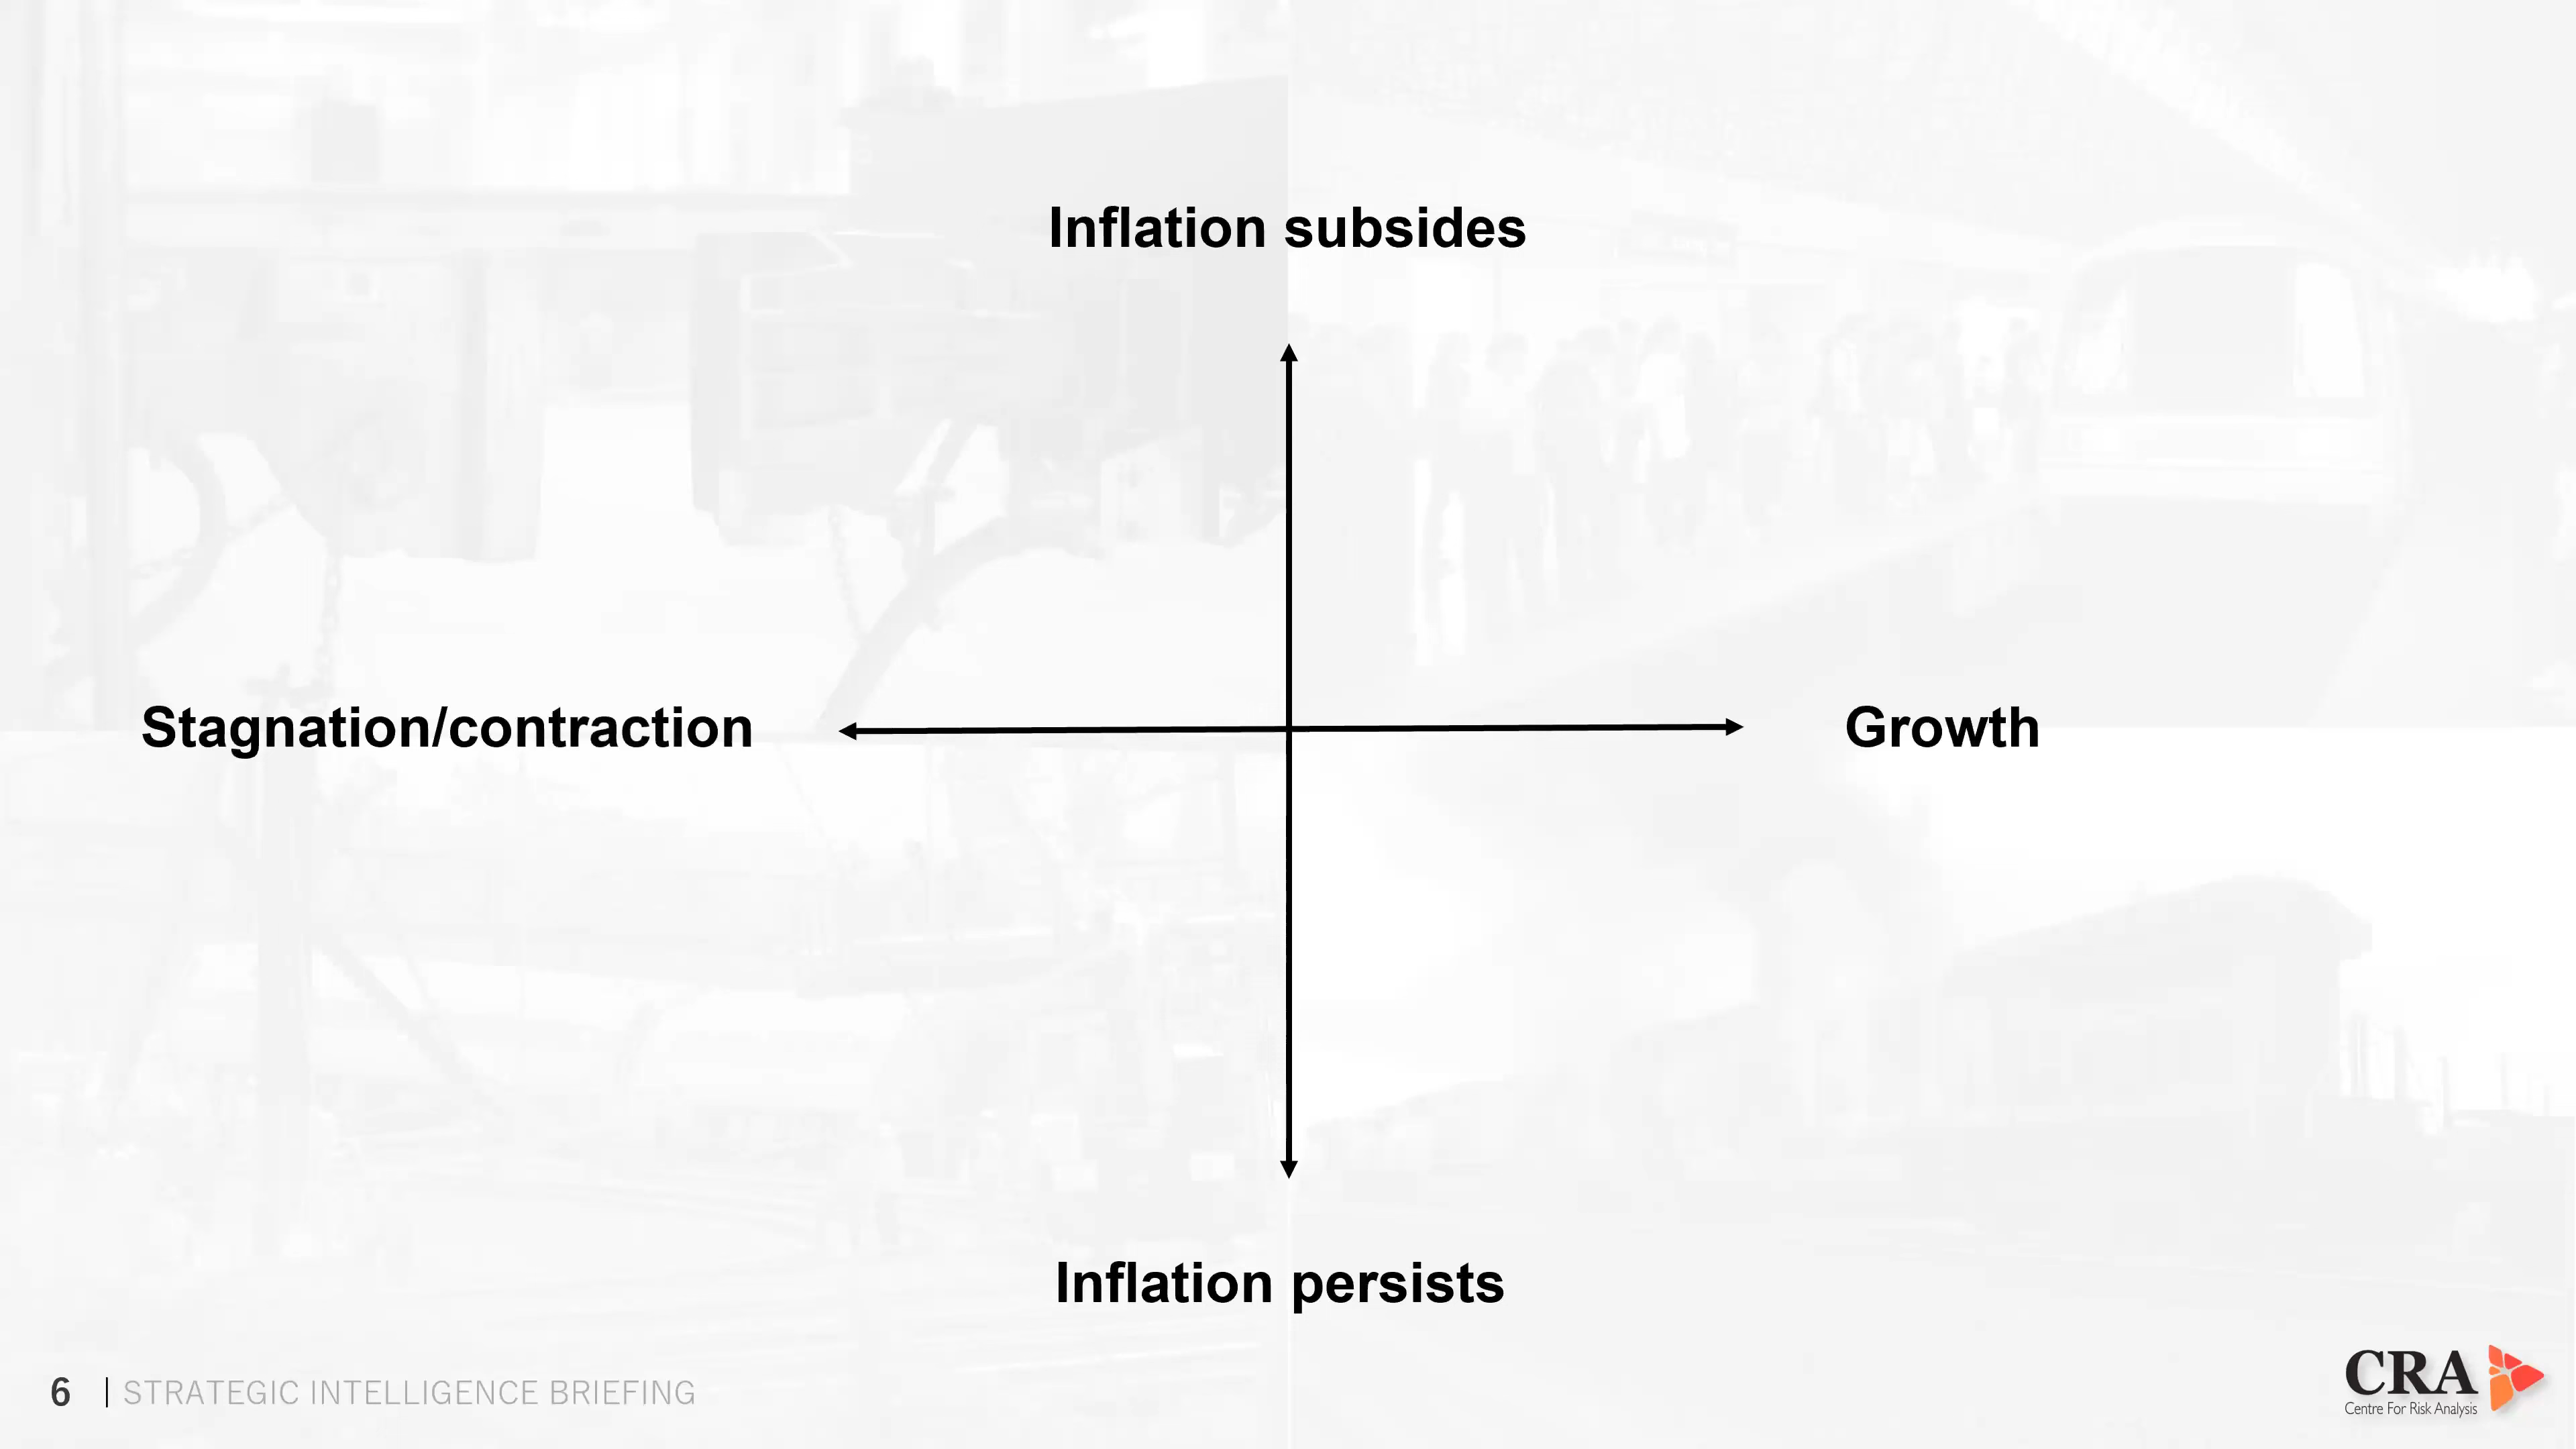 Inflation subsides
Stagnation/contraction
Growth
Inflation persists
6 | STRATEGIC INTELLIGENCE BRIEFING
CRA
Centre For Risk Analysis